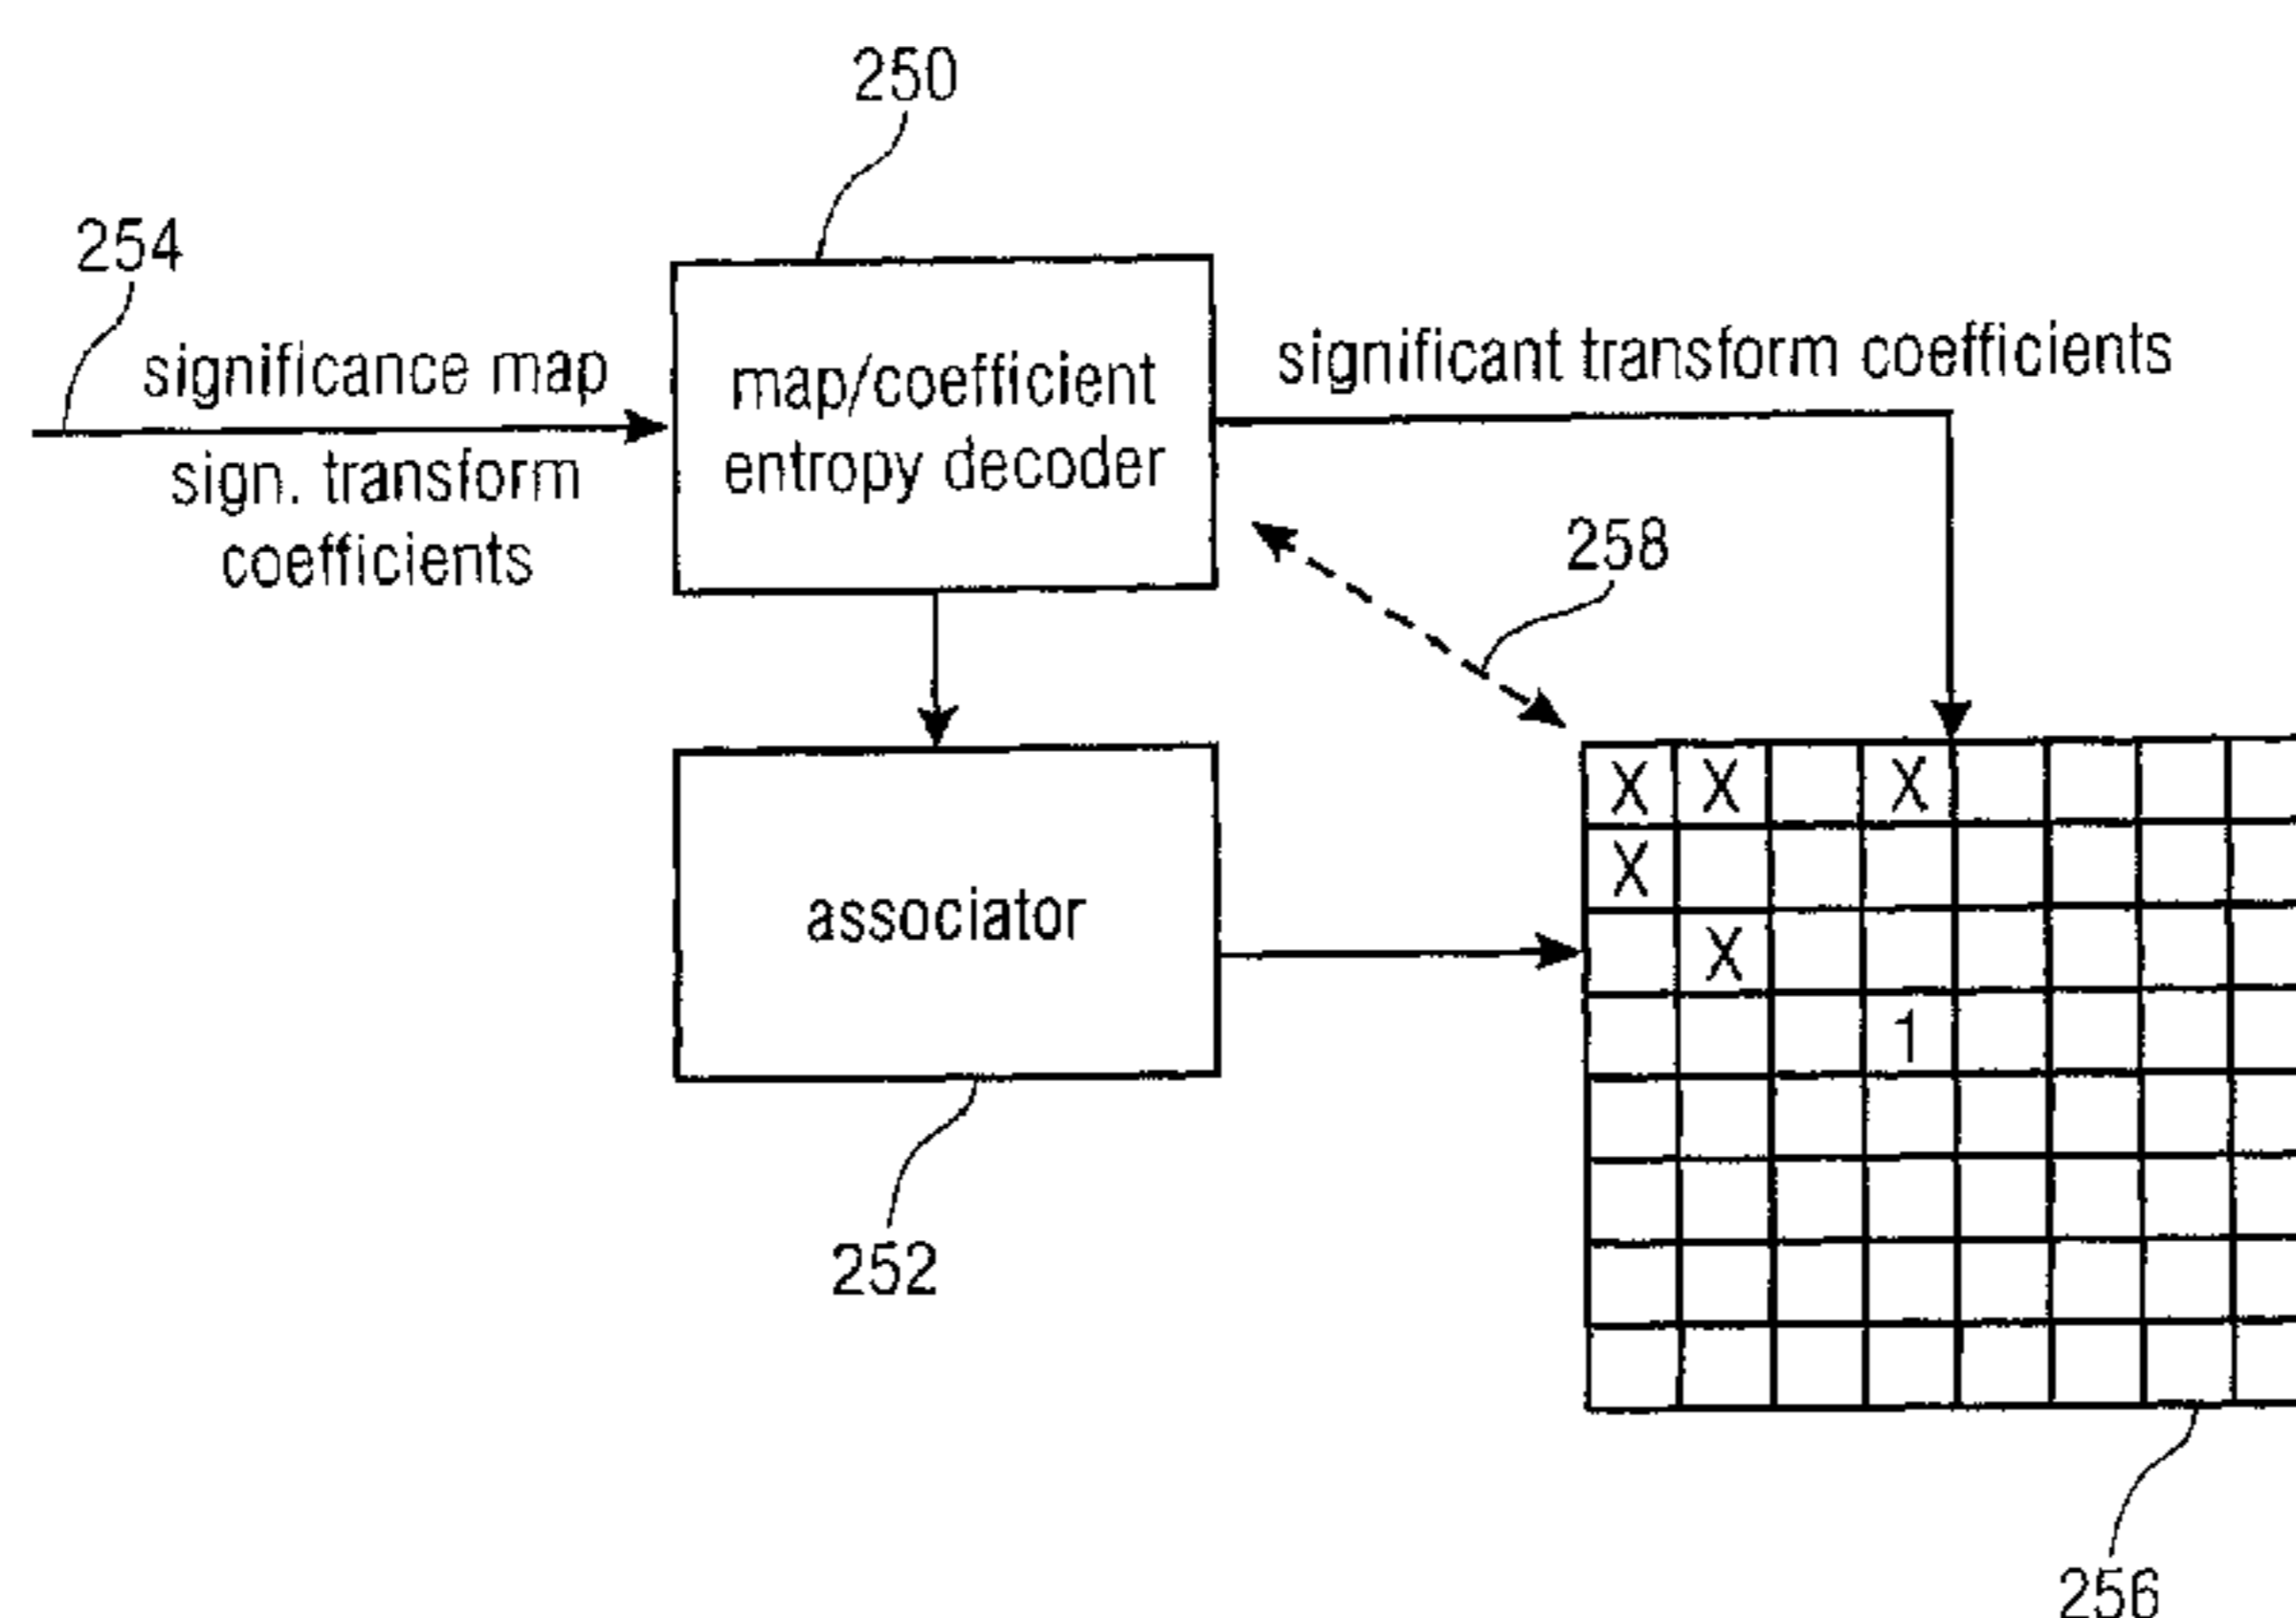 250
254
significance map
sign. transform
coefficients
map/coefficient
entropy decoder
significant transform coefficients
258
associator
X X X
X
X
1
252
256